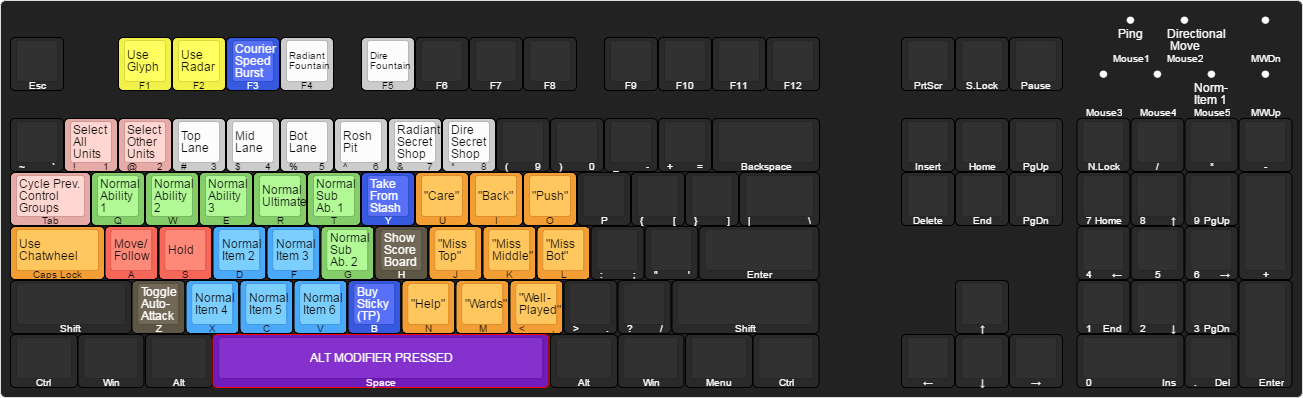 Ping
Directional
Move
Mouse1
Mouse2
MWDn
Esc
Use
Glyph
F1
Use
Radar
F2
Courier
Speed
Burst
F3
Radiant
Fountain
F4
Dire
Fountain
F5
F6
F7
F8
F9
F10
F11
F12
PrtScr
S.Lock
Pause
Norm-
Item 1
Mouse3
Mouse4
Mouse5
MWUp
~ `
Select
All
Units
! 1
Select
Other
Units
@ 2
Top
Lane
# 3
Mid
Lane
$ 4
Bot
Lane
% 5
Rosh
Pit
^ 6
Radiant
Secret
Shop
& 7
Dire
Secret
Shop
* 8
( 9
) 0
_ -
+ =
Backspace
Insert
Home
PgUp
N.Lock
/
*
-
Cycle Prev.
Control
Groups
Tab
Normal
Ability
1
Q
Normal
Ability
2
W
Normal
Ability
3
E
Normal
Ultimate
R
Normal
Sub
Ab. 1
T
Take
From
Stash
Y
"Care"
U
"Back"
I
"Push"
O
P
{ [
} ]
| \
Delete
End
PgDn
7 Home
8 ↑
9 PgUp
Use
Chatwheel
Caps Lock
Move/
Follow
A
Hold
S
Normal
Item 2
D
Normal
Item 3
F
Normal
Sub
Ab. 2
G
Show
Score
Board
H
"Miss
Top"
J
"Miss
Middle"
K
"Miss
Bot"
L
: ;
" '
Enter
4 ←
5
6 →
+
Shift
Toggle
Auto-
Attack
Z
Normal
Item 4
X
Normal
Item 5
C
Normal
Item 6
V
Buy
Sticky
(TP)
B
"Help"
N
"Wards"
M
"Well-
Played"
< ,
> .
? /
Shift
↑
1 End
2 ↓
3 PgDn
Ctrl
Win
Alt
ALT MODIFIER PRESSED
Space
Alt
Win
Menu
Ctrl
←
↓
→
0 Ins
. Del
Enter